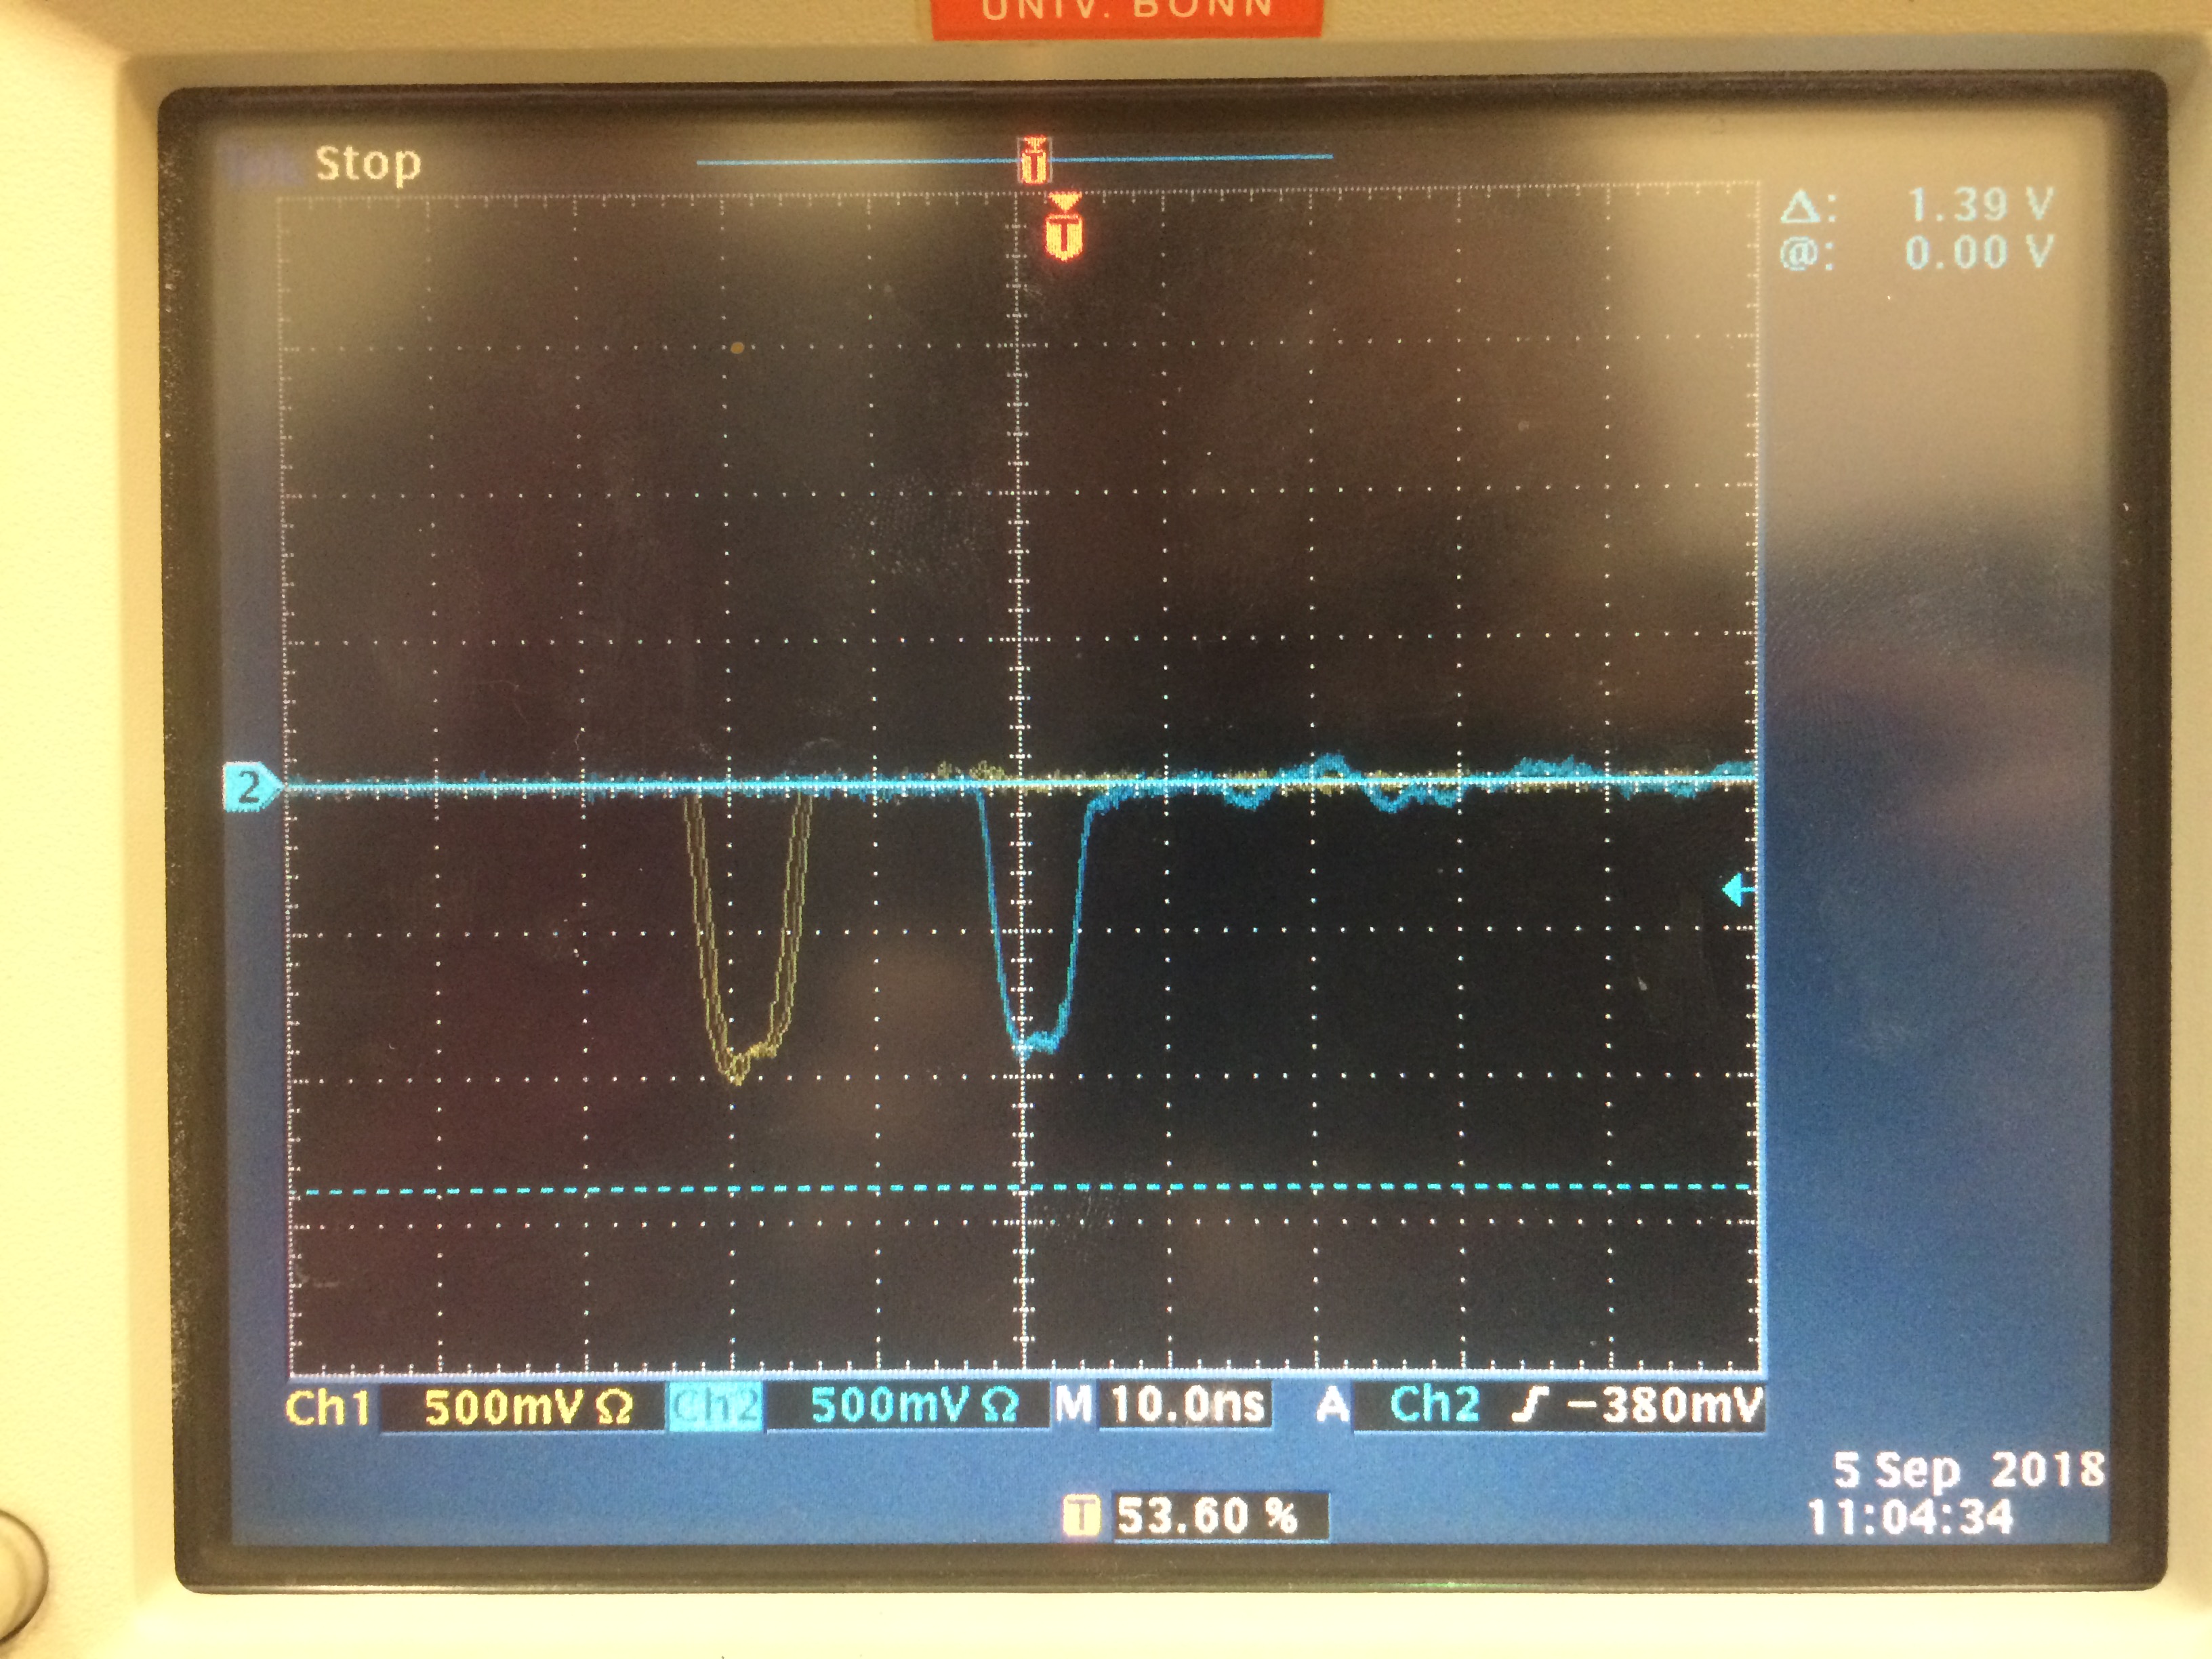 UNIV. BONN
Stop
T
T
Δ: 1.39 V
@: 0.00 V
2
Ch1 500mV Ω Ch2 500mV Ω M 10.0ns A Ch2 ƒ −380mV
T 53.60 %
5 Sep 2018
11:04:34